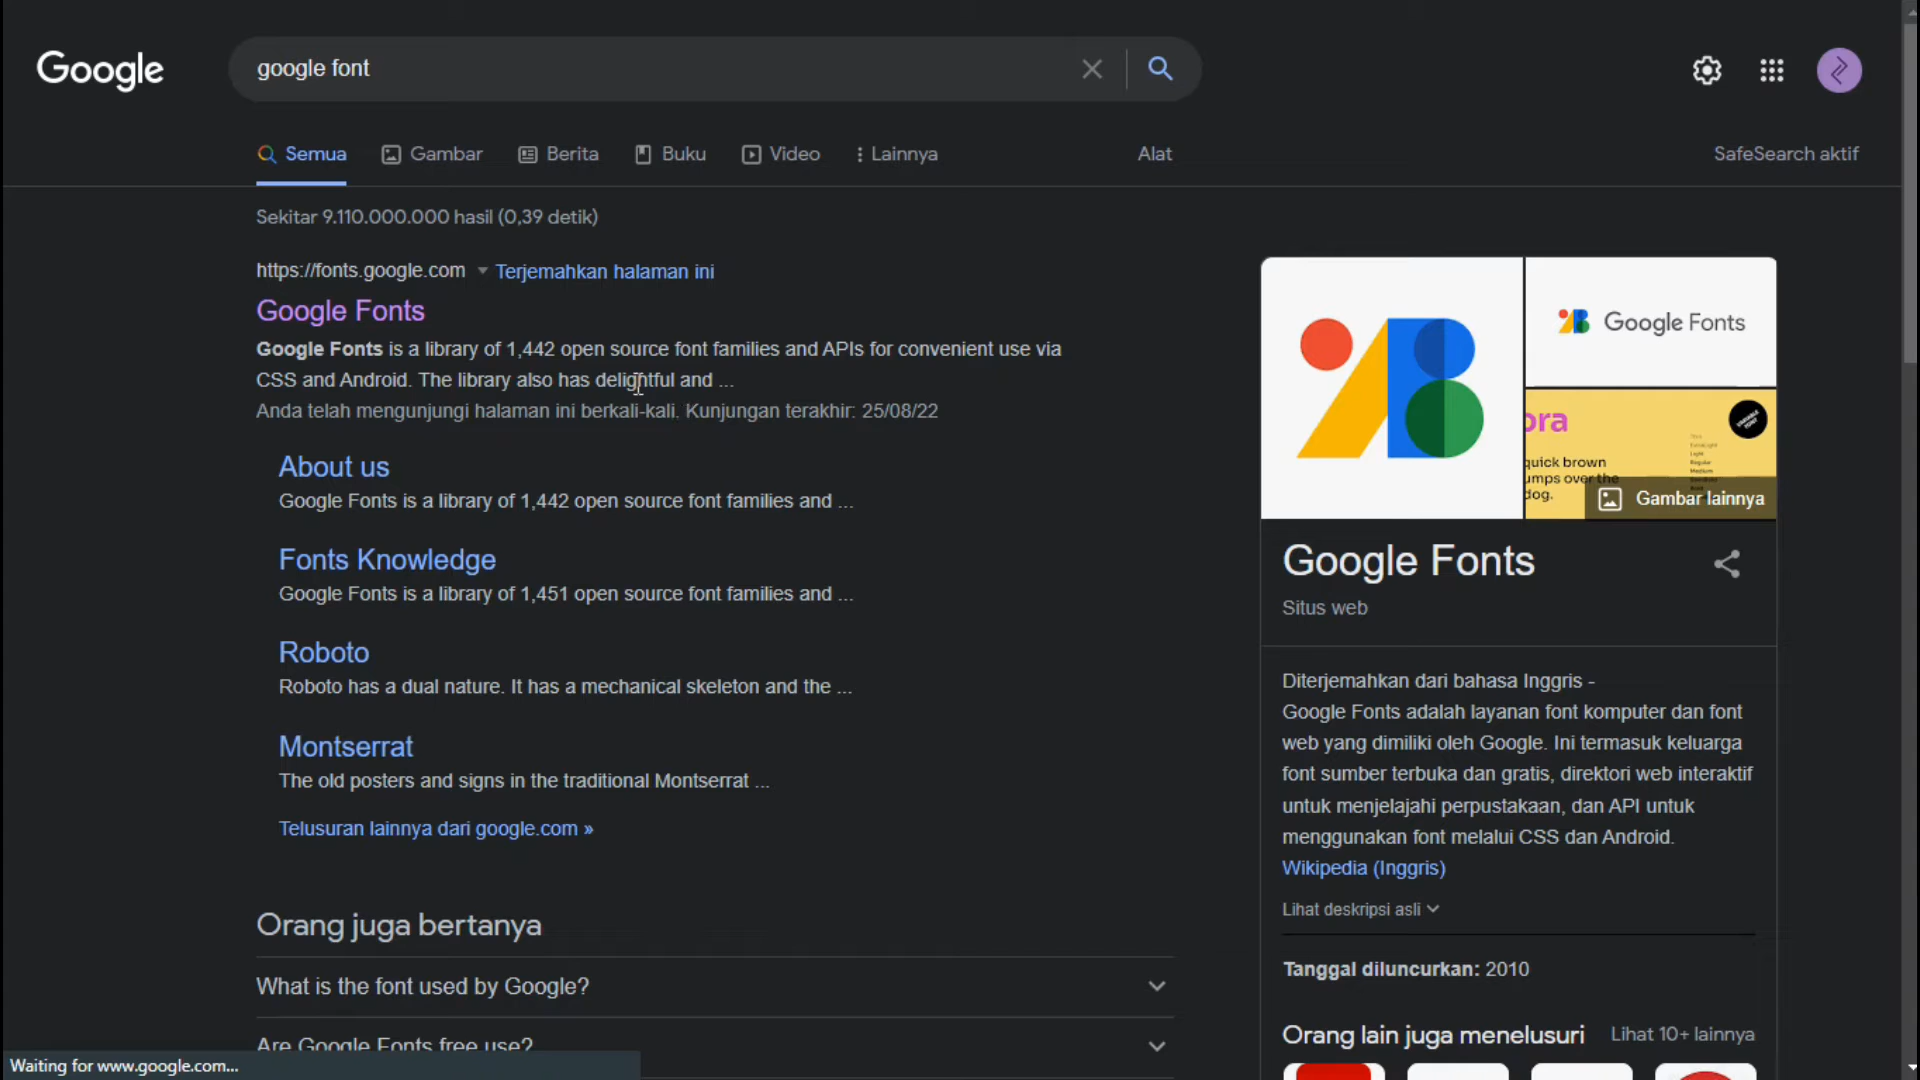 Google
google font
Semua
Gambar
Berita
Buku
Video
Lainnya
Alat
SafeSearch aktif
Sekitar 9.110.000.000 hasil (0,39 detik)
https://fonts.google.com
Terjemahkan halaman ini
Google Fonts
Google Fonts is a library of 1,442 open source font families and APIs for convenient use via
CSS and Android. The library also has delightful and ...
Anda telah mengunjungi halaman ini berkali-kali. Kunjungan terakhir: 25/08/22
About us
Google Fonts is a library of 1,442 open source font families and ...
Fonts Knowledge
Google Fonts is a library of 1,451 open source font families and ...
Roboto
Roboto has a dual nature. It has a mechanical skeleton and the ...
Montserrat
The old posters and signs in the traditional Montserrat ...
Telusuran lainnya dari google.com »
Orang juga bertanya
What is the font used by Google?
Are Google Fonts free use?
Waiting for www.google.com...
Google Fonts
ora
VARIABLE FONT
quick brown
umps over the
dog.
Gambar lainnya
Google Fonts
Situs web
Diterjemahkan dari bahasa Inggris -
Google Fonts adalah layanan font komputer dan font
web yang dimiliki oleh Google. Ini termasuk keluarga
font sumber terbuka dan gratis, direktori web interaktif
untuk menjelajahi perpustakaan, dan API untuk
menggunakan font melalui CSS dan Android.
Wikipedia (Inggris)
Lihat deskripsi asli
Tanggal diluncurkan: 2010
Orang lain juga menelusuri
Lihat 10+ lainnya